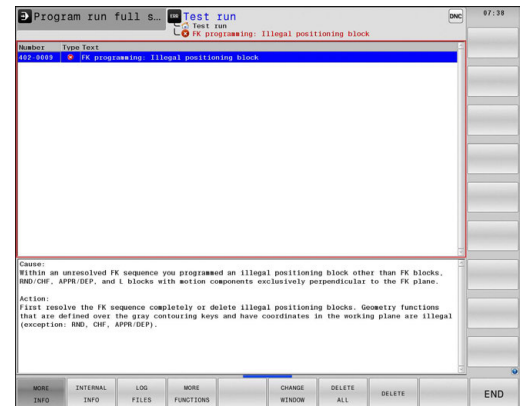 Program run full s...
ERR Test run
DNC
07:38
Test run
FK programming: Illegal positioning block
Number Type Text
402-0009 FK programming: Illegal positioning block
Cause:
Within an unresolved FK sequence you programmed an illegal positioning block other than FK blocks,
RND/CHF, APPR/DEP, and L blocks with motion components exclusively perpendicular to the FK plane.
Action:
First resolve the FK sequence completely or delete illegal positioning blocks. Geometry functions
that are defined over the gray contouring keys and have coordinates in the working plane are illegal
(exception: RND, CHF, APPR/DEP).
MORE INFO
INTERNAL INFO
LOG FILES
MORE FUNCTIONS
CHANGE WINDOW
DELETE ALL
DELETE
END